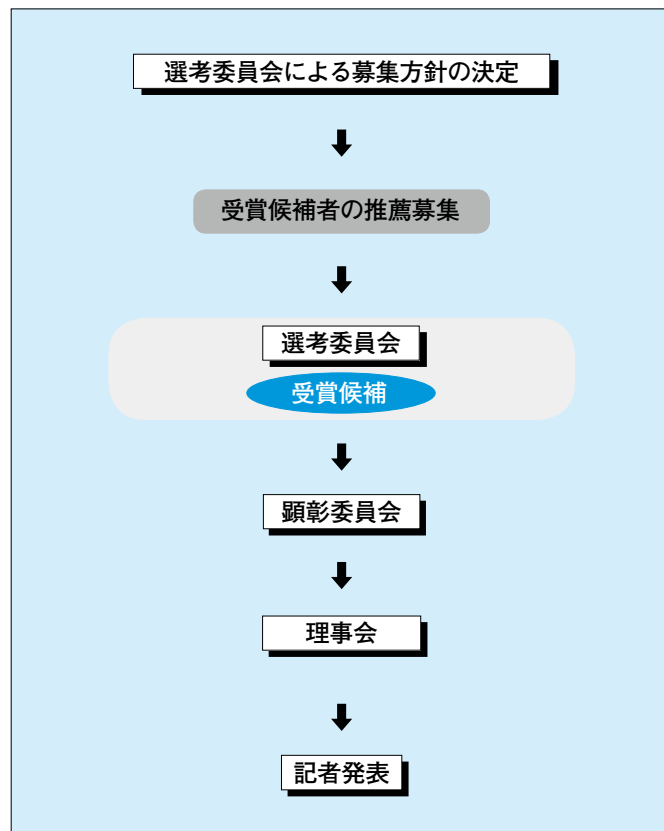 選考委員会による募集方針の決定
受賞候補者の推薦募集
選考委員会
受賞候補
顕彰委員会
理事会
記者発表